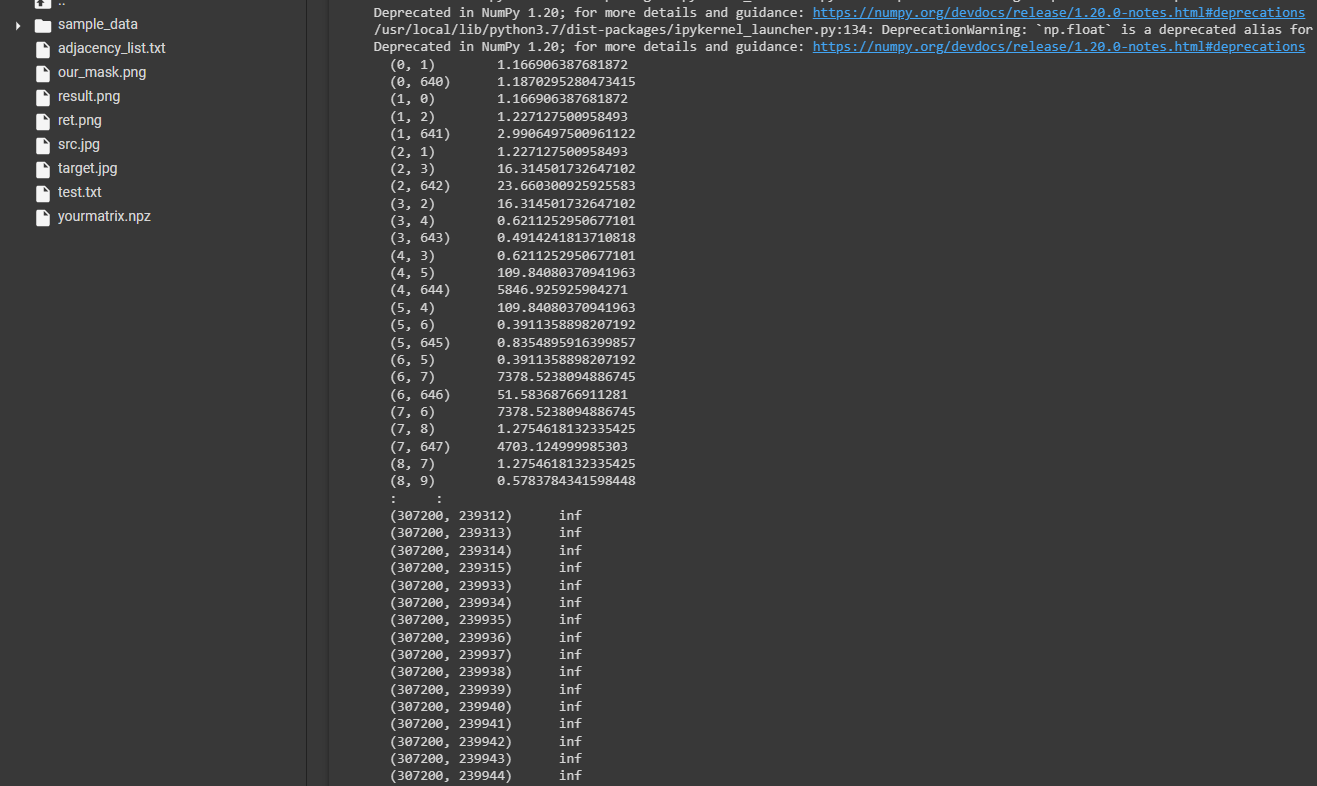 ..
sample_data
adjacency_list.txt
our_mask.png
result.png
ret.png
src.jpg
target.jpg
test.txt
yourmatrix.npz
Deprecated in NumPy 1.20; for more details and guidance: https://numpy.org/devdocs/release/1.20.0-notes.html#deprecations
/usr/local/lib/python3.7/dist-packages/ipykernel_launcher.py:134: DeprecationWarning: `np.float` is a deprecated alias for
Deprecated in NumPy 1.20; for more details and guidance: https://numpy.org/devdocs/release/1.20.0-notes.html#deprecations
(0, 1) 1.166906387681872
(0, 640) 1.1870295280473415
(1, 0) 1.166906387681872
(1, 2) 1.227127500958493
(1, 641) 2.9906497500961122
(2, 1) 1.227127500958493
(2, 3) 16.314501732647102
(2, 642) 23.660300925925583
(3, 2) 16.314501732647102
(3, 4) 0.6211252950677101
(3, 643) 0.4914241813710818
(4, 3) 0.6211252950677101
(4, 5) 109.84080370941963
(4, 644) 5846.925925904271
(5, 4) 109.84080370941963
(5, 6) 0.3911358898207192
(5, 645) 0.8354895916399857
(6, 5) 0.3911358898207192
(6, 7) 7378.5238094886745
(6, 646) 51.58368766911281
(7, 6) 7378.5238094886745
(7, 8) 1.2754618132335425
(7, 647) 4703.124999985303
(8, 7) 1.2754618132335425
(8, 9) 0.5783784341598448
: :
(307200, 239312) inf
(307200, 239313) inf
(307200, 239314) inf
(307200, 239315) inf
(307200, 239933) inf
(307200, 239934) inf
(307200, 239935) inf
(307200, 239936) inf
(307200, 239937) inf
(307200, 239938) inf
(307200, 239939) inf
(307200, 239940) inf
(307200, 239941) inf
(307200, 239942) inf
(307200, 239943) inf
(307200, 239944) inf